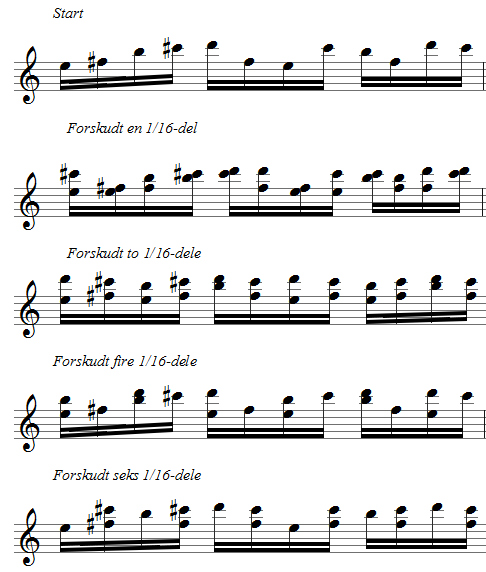 Start
Forskudt en 1/16-del
Forskudt to 1/16-dele
Forskudt fire 1/16-dele
Forskudt seks 1/16-dele